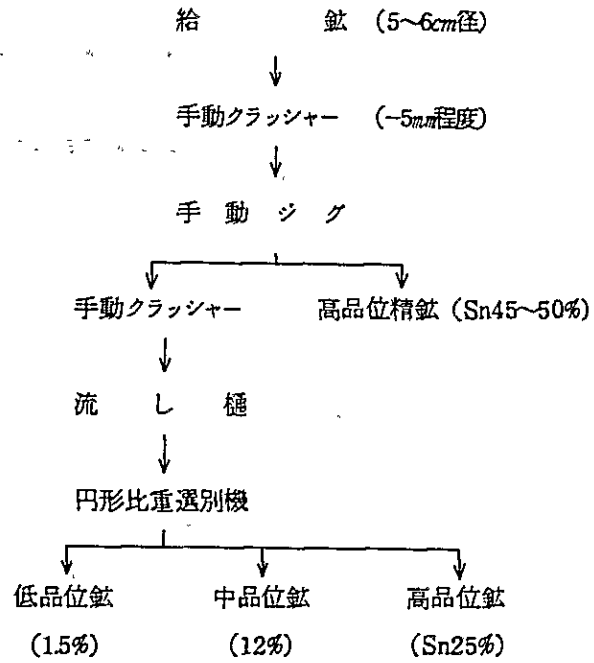 給鉱 (5~6cm径)
手動クラッシャー (-5mm程度)
手動ジグ
手動クラッシャー 高品位精鉱 (Sn45~50%)
流し樋
円形比重選別機
低品位鉱 中品位鉱 高品位鉱
(1.5%) (12%) (Sn25%)